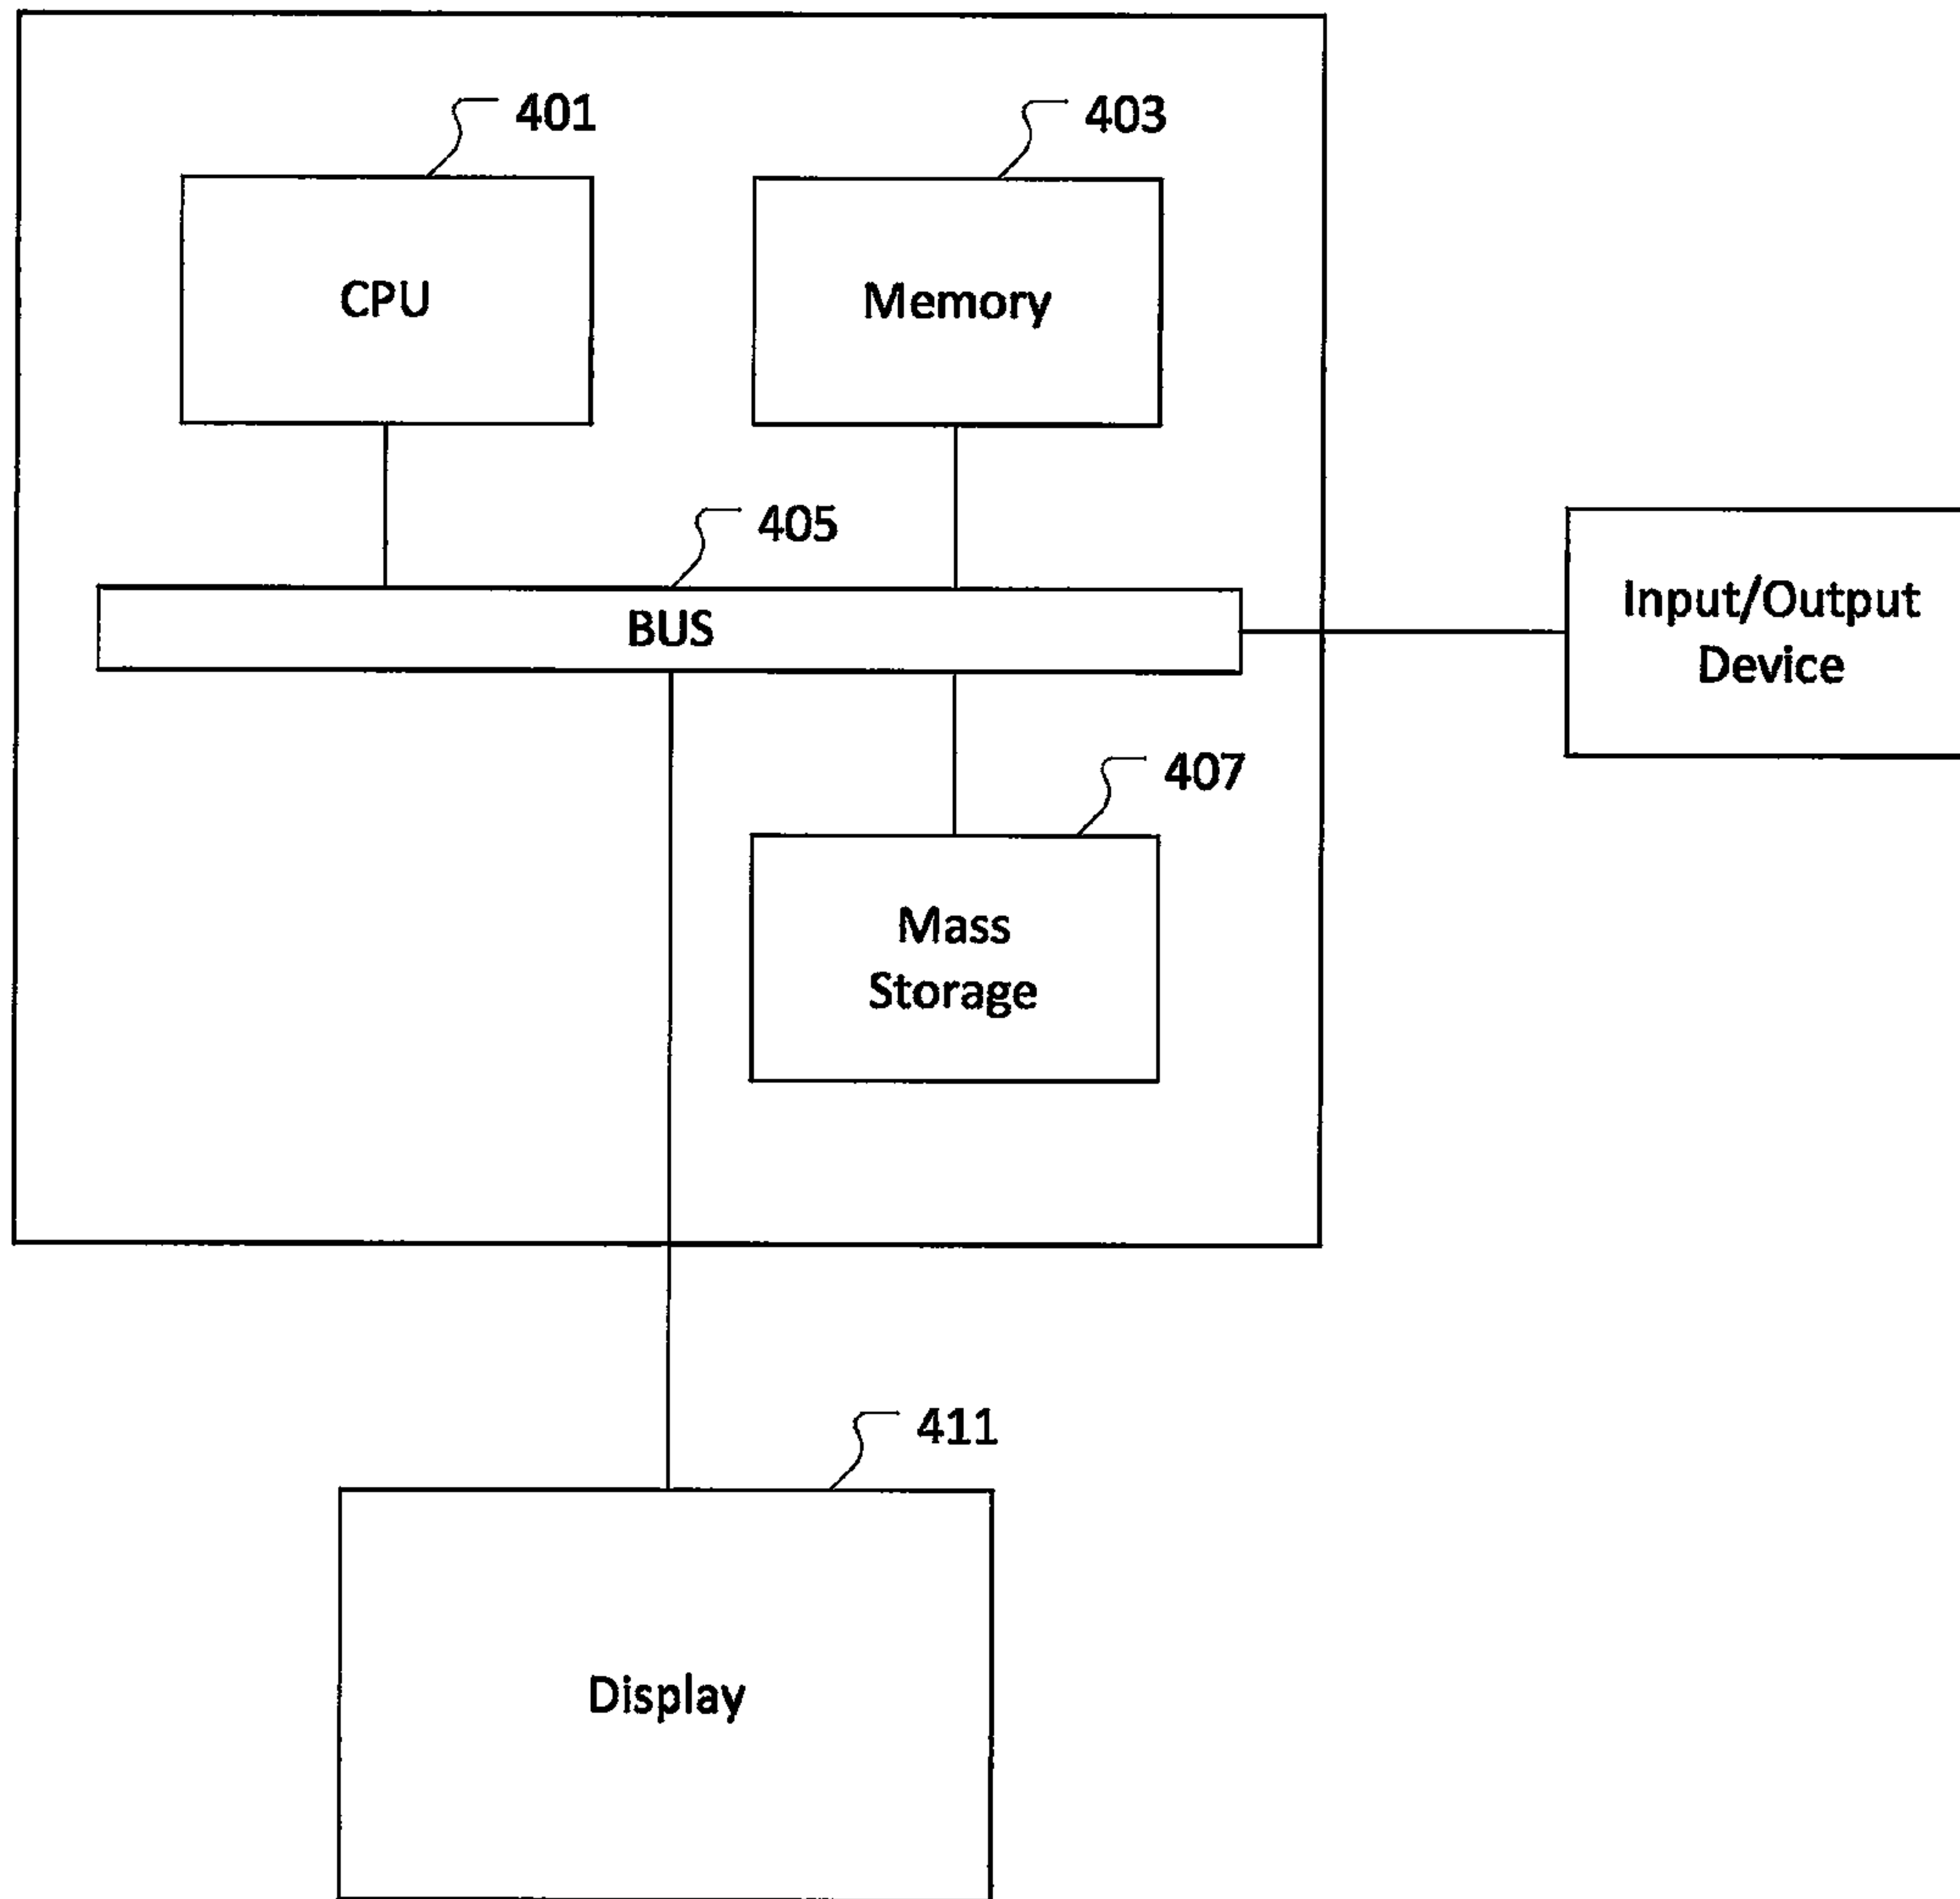 401
403
CPU
Memory
405
BUS
Input/Output
Device
407
Mass
Storage
411
Display